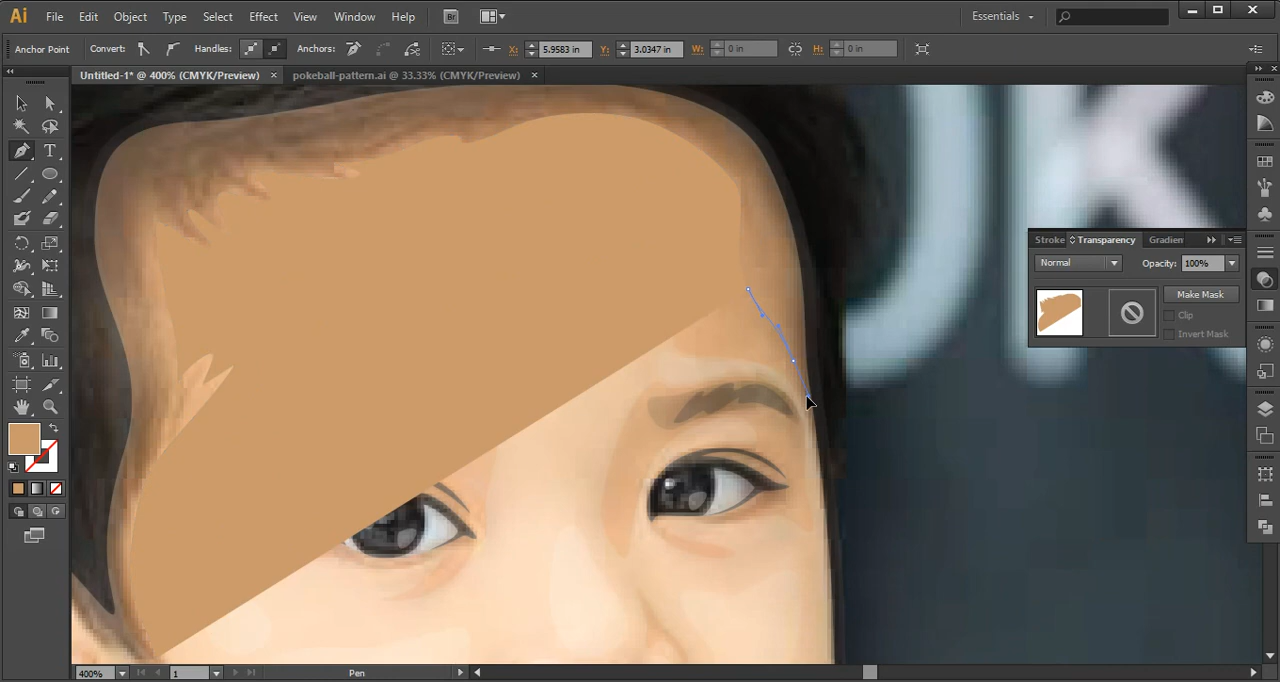 Ai File Edit Object Type Select Effect View Window Help Br Essentials
Anchor Point Convert: Handles: Anchors: X: 5.9583 in Y: 3.0347 in W: 0 in H: 0 in
Untitled-1* @ 400% (CMYK/Preview) × pokeball-pattern.ai @ 33.33% (CMYK/Preview) ×
Stroke Transparency Gradien
Normal Opacity: 100%
Make Mask
Clip
Invert Mask
400% 1 Pen